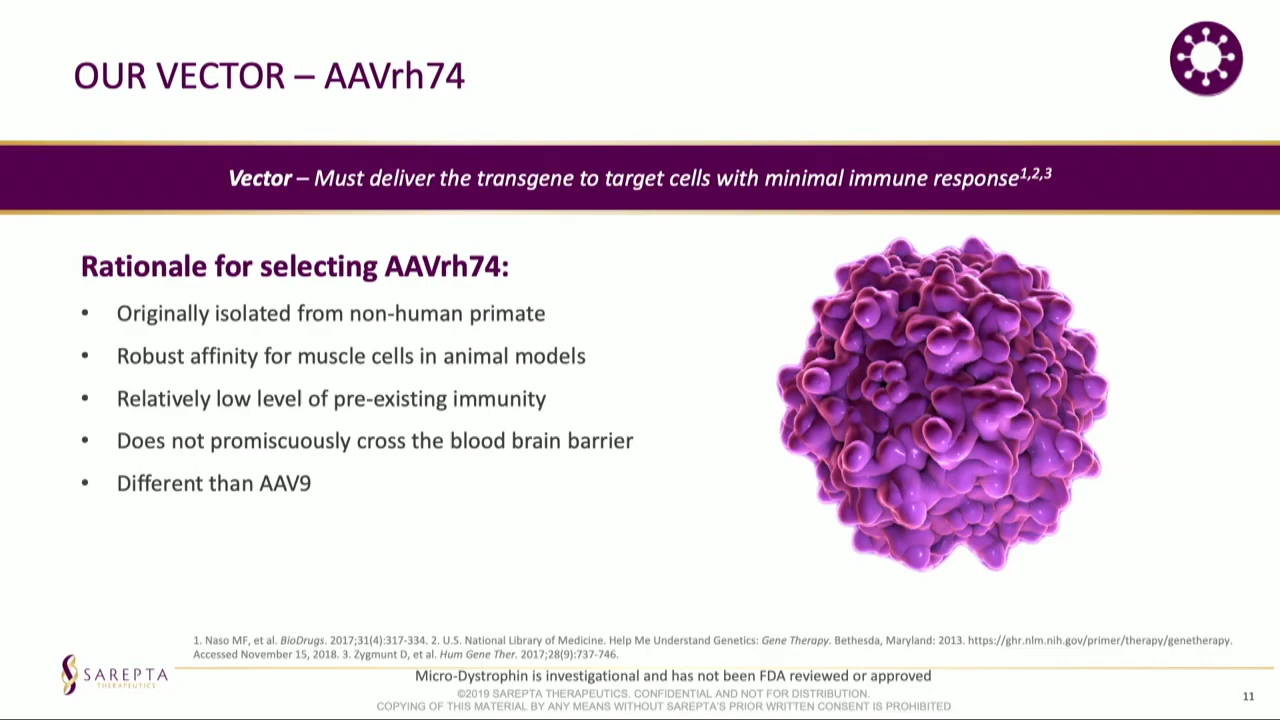 OUR VECTOR – AAVrh74
Vector – Must deliver the transgene to target cells with minimal immune response1,2,3
Rationale for selecting AAVrh74:
• Originally isolated from non-human primate
• Robust affinity for muscle cells in animal models
• Relatively low level of pre-existing immunity
• Does not promiscuously cross the blood brain barrier
• Different than AAV9
1. Naso MF, et al. BioDrugs. 2017;31(4):317-334. 2. U.S. National Library of Medicine. Help Me Understand Genetics: Gene Therapy. Bethesda, Maryland: 2013. https://ghr.nlm.nih.gov/primer/therapy/genetherapy.
Accessed November 15, 2018. 3. Zygmunt D, et al. Hum Gene Ther. 2017;28(9):737-746.
SAREPTA
THERAPEUTICS
Micro-Dystrophin is investigational and has not been FDA reviewed or approved
©2019 SAREPTA THERAPEUTICS. CONFIDENTIAL AND NOT FOR DISTRIBUTION.
COPYING OF THIS MATERIAL BY ANY MEANS WITHOUT SAREPTA'S PRIOR WRITTEN CONSENT IS PROHIBITED
11